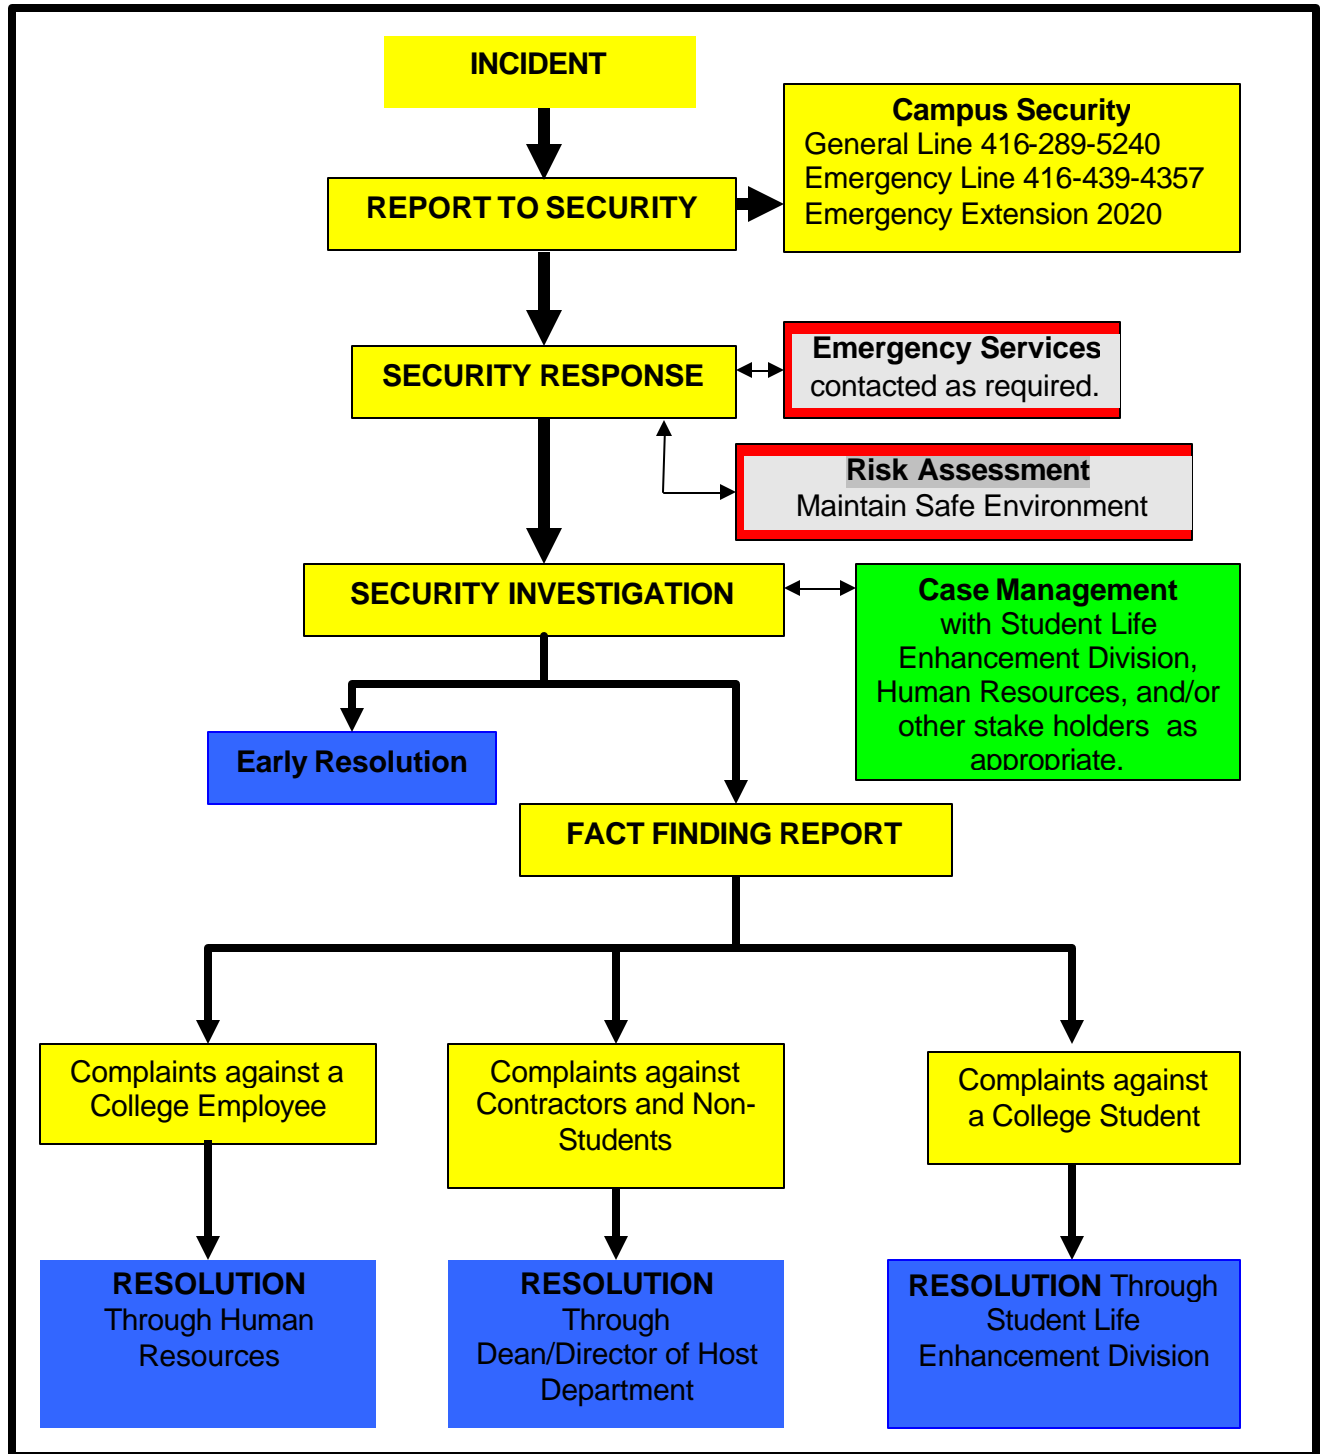 INCIDENT
Campus Security
General Line 416-289-5240
Emergency Line 416-439-4357
Emergency Extension 2020
REPORT TO SECURITY
SECURITY RESPONSE
Emergency Services
contacted as required.
Risk Assessment
Maintain Safe Environment
SECURITY INVESTIGATION
Case Management
with Student Life
Enhancement Division,
Human Resources, and/or
other stake holders as
appropriate.
Early Resolution
FACT FINDING REPORT
Complaints against a
College Employee
Complaints against
Contractors and Non-
Students
Complaints against
a College Student
RESOLUTION
Through Human
Resources
RESOLUTION
Through
Dean/Director of Host
Department
RESOLUTION Through
Student Life
Enhancement Division